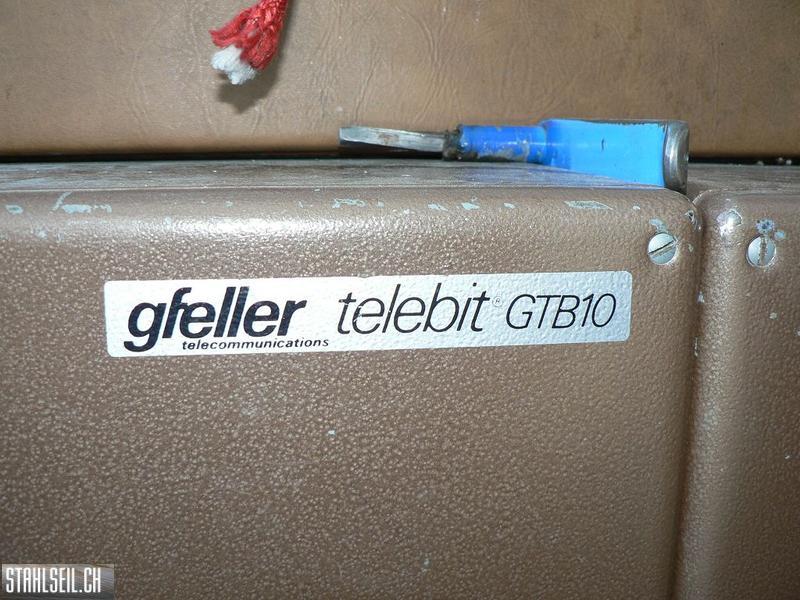 gfeller telebit® GTB10
telecommunications
STAHLSEIL.CH